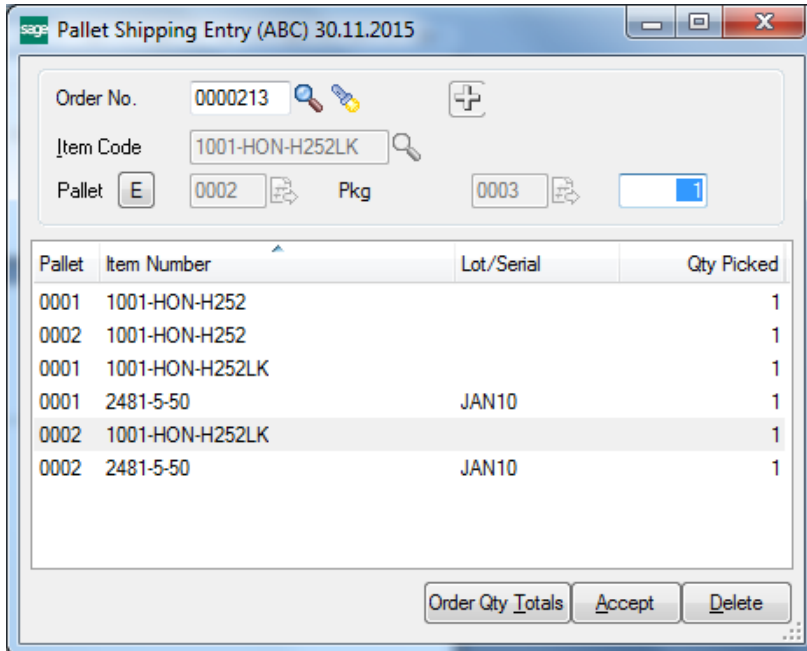 sage Pallet Shipping Entry (ABC) 30.11.2015
Order No. 0000213
Item Code 1001-HON-H252LK
Pallet E 0002 Pkg 0003 1
Pallet Item Number Lot/Serial Qty Picked
0001 1001-HON-H252 1
0002 1001-HON-H252 1
0001 1001-HON-H252LK 1
0001 2481-5-50 JAN10 1
0002 1001-HON-H252LK 1
0002 2481-5-50 JAN10 1
Order Qty Totals Accept Delete